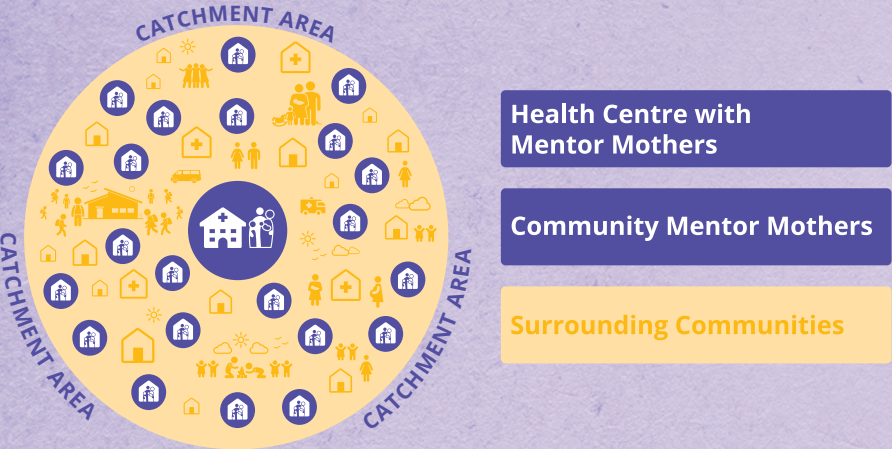 CATCHMENT AREA
CATCHMENT AREA
CATCHMENT AREA
Health Centre with
Mentor Mothers
Community Mentor Mothers
Surrounding Communities